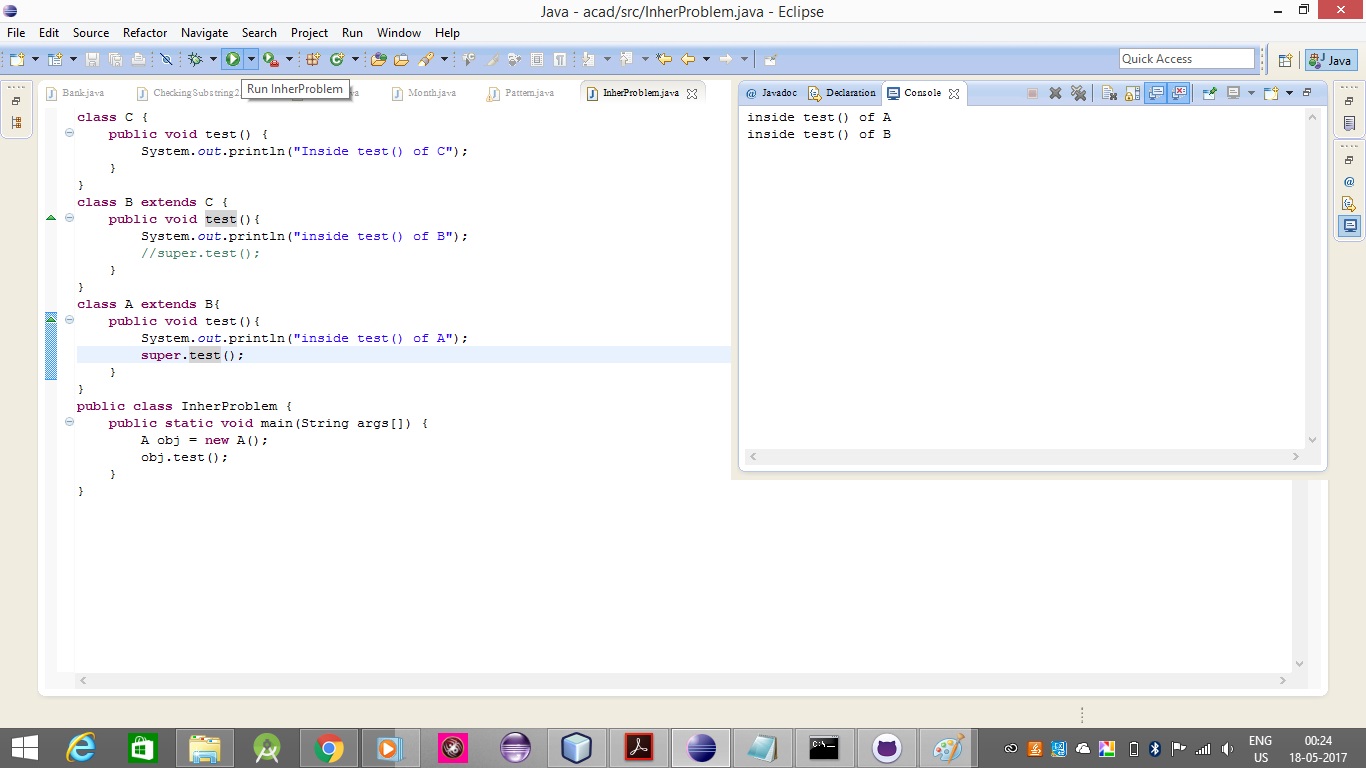 Java - acad/src/InherProblem.java - Eclipse
File Edit Source Refactor Navigate Search Project Run Window Help
Quick Access
Java
Run InherProblem
Bank.java CheckingSubstring2. Month.java Pattern.java InherProblem.java
class C {
public void test() {
System.out.println("Inside test() of C");
}
}
class B extends C {
public void test(){
System.out.println("inside test() of B");
//super.test();
}
}
class A extends B{
public void test(){
System.out.println("inside test() of A");
super.test();
}
}
public class InherProblem {
public static void main(String args[]) {
A obj = new A();
obj.test();
}
}
@ Javadoc Declaration Console
inside test() of A
inside test() of B
ENG
US
00:24
18-05-2017